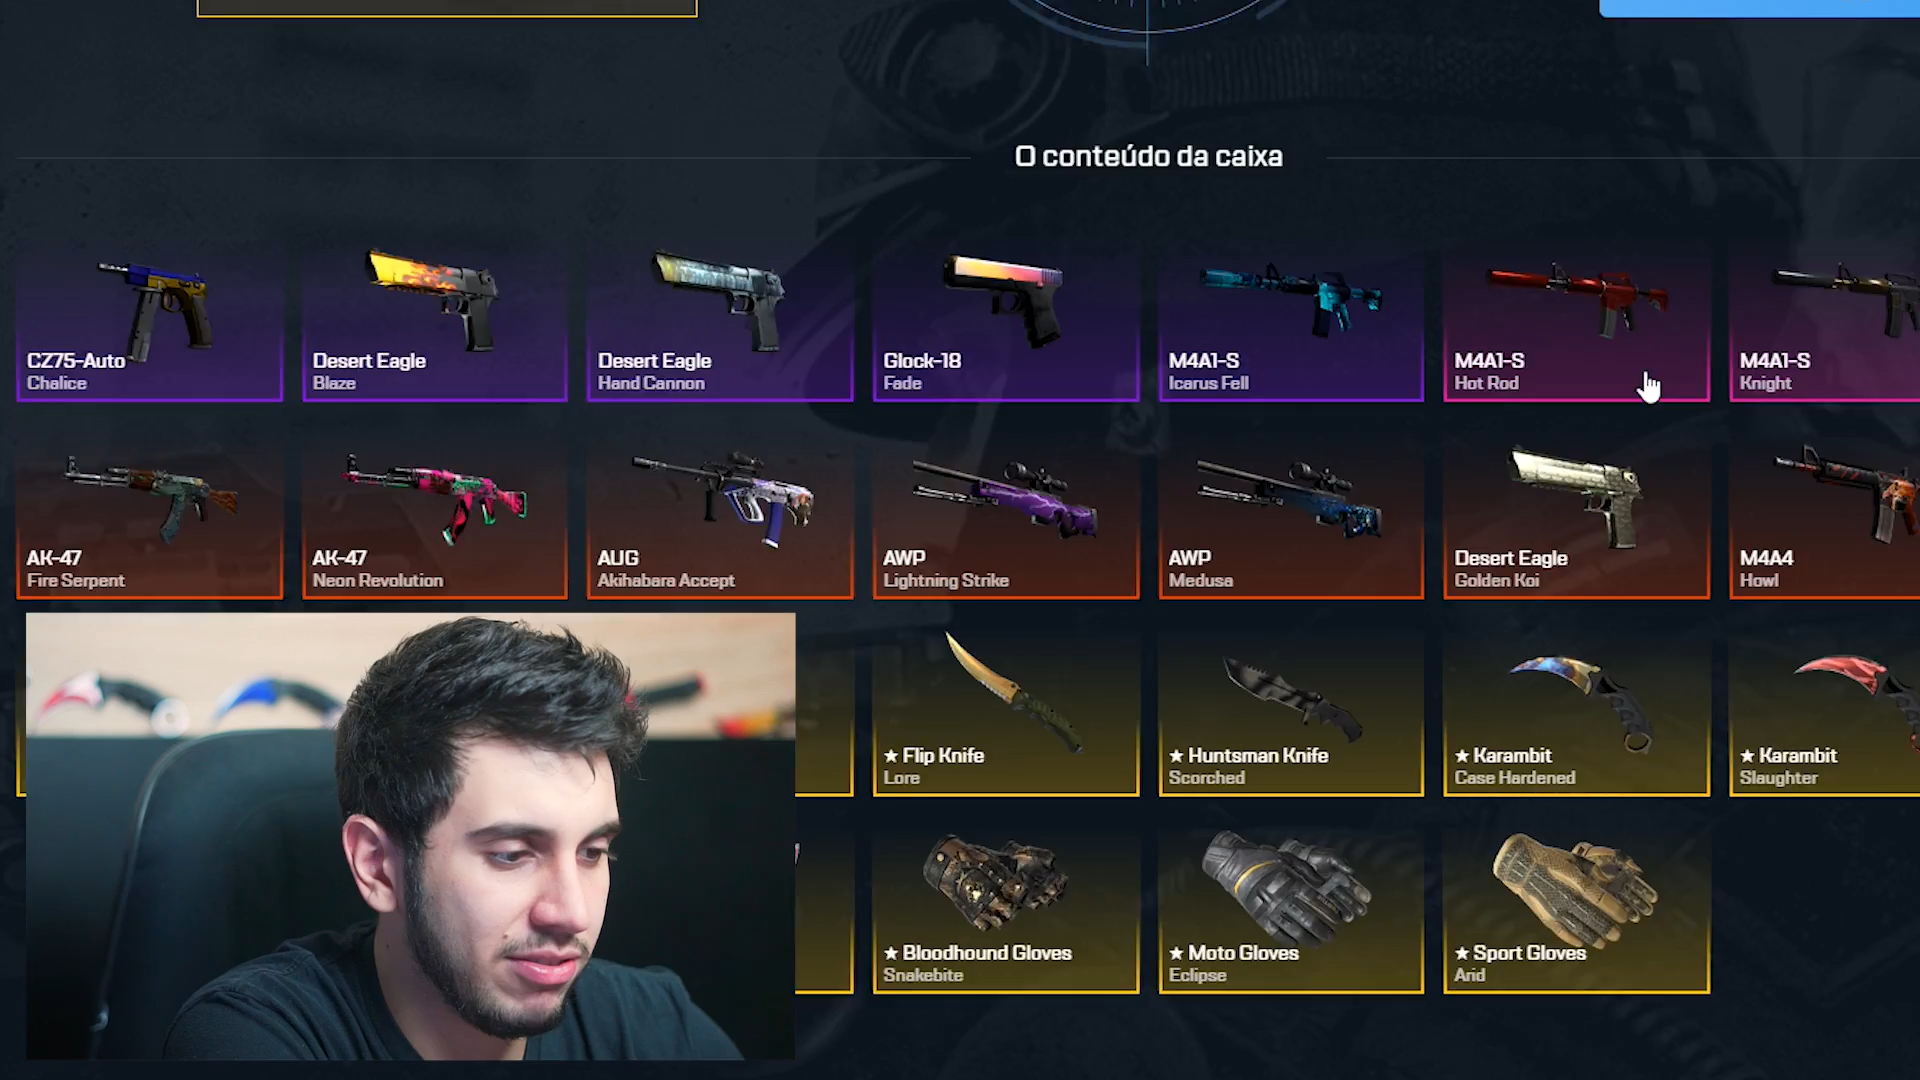 O conteúdo da caixa
CZ75-Auto
Chalice
Desert Eagle
Blaze
Desert Eagle
Hand Cannon
Glock-18
Fade
M4A1-S
Icarus Fell
M4A1-S
Hot Rod
M4A1-S
Knight
AK-47
Fire Serpent
AK-47
Neon Revolution
AUG
Akihabara Accept
AWP
Lightning Strike
AWP
Medusa
Desert Eagle
Golden Koi
M4A4
Howl
★ Flip Knife
Lore
★ Huntsman Knife
Scorched
★ Karambit
Case Hardened
★ Karambit
Slaughter
★ Bloodhound Gloves
Snakebite
★ Moto Gloves
Eclipse
★ Sport Gloves
Arid